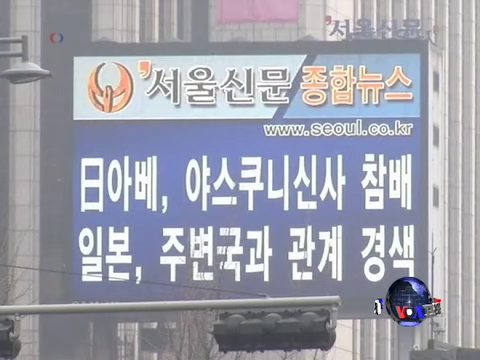 서울신문
서울신문 종합뉴스
www.seoul.co.kr
日아베, 야스쿠니신사 참배
일본, 주변국과 관계 경색
VOA